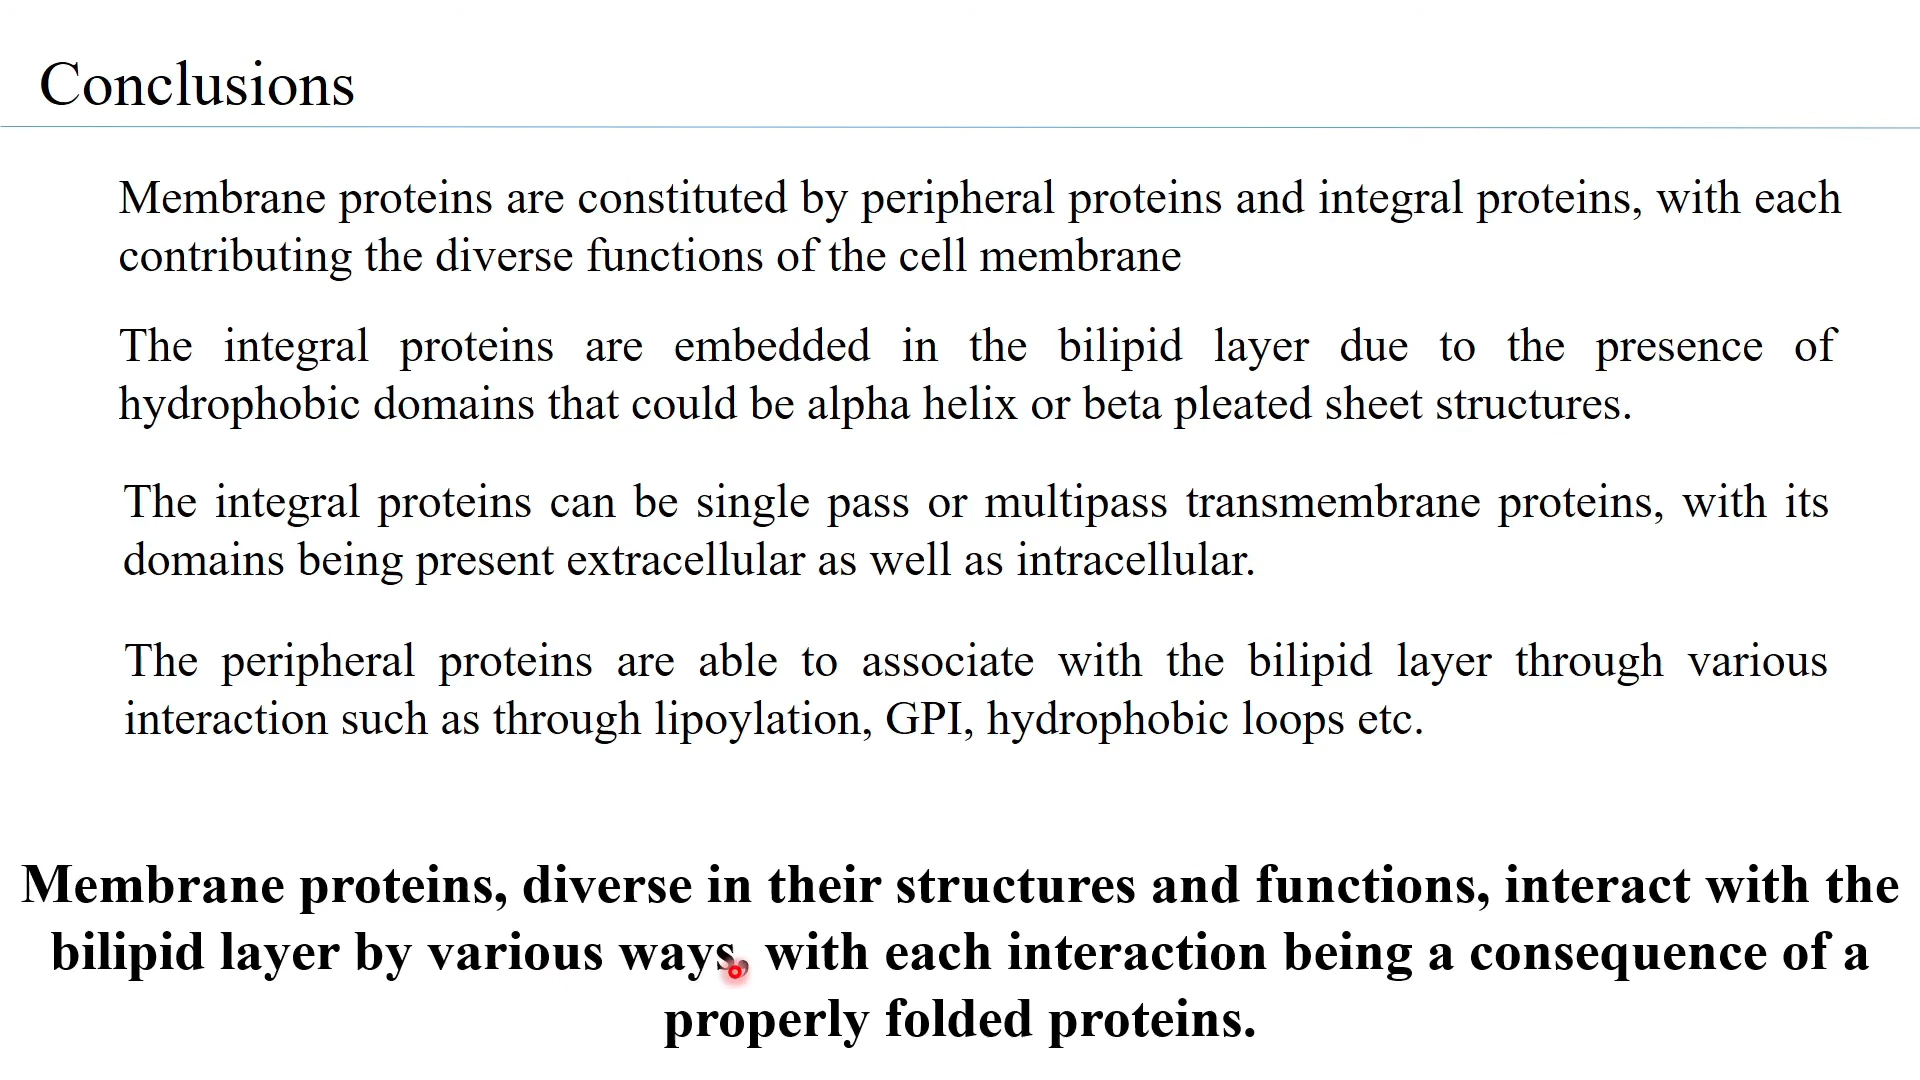 Conclusions
Membrane proteins are constituted by peripheral proteins and integral proteins, with each
contributing the diverse functions of the cell membrane
The integral proteins are embedded in the bilipid layer due to the presence of
hydrophobic domains that could be alpha helix or beta pleated sheet structures.
The integral proteins can be single pass or multipass transmembrane proteins, with its
domains being present extracellular as well as intracellular.
The peripheral proteins are able to associate with the bilipid layer through various
interaction such as through lipoylation, GPI, hydrophobic loops etc.
Membrane proteins, diverse in their structures and functions, interact with the
bilipid layer by various ways, with each interaction being a consequence of a
properly folded proteins.